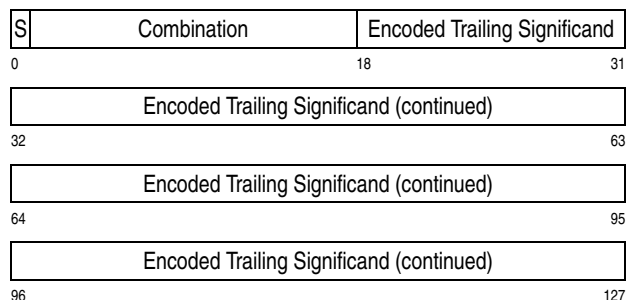 S Combination Encoded Trailing Significand
0 18 31
Encoded Trailing Significand (continued)
32 63
Encoded Trailing Significand (continued)
64 95
Encoded Trailing Significand (continued)
96 127